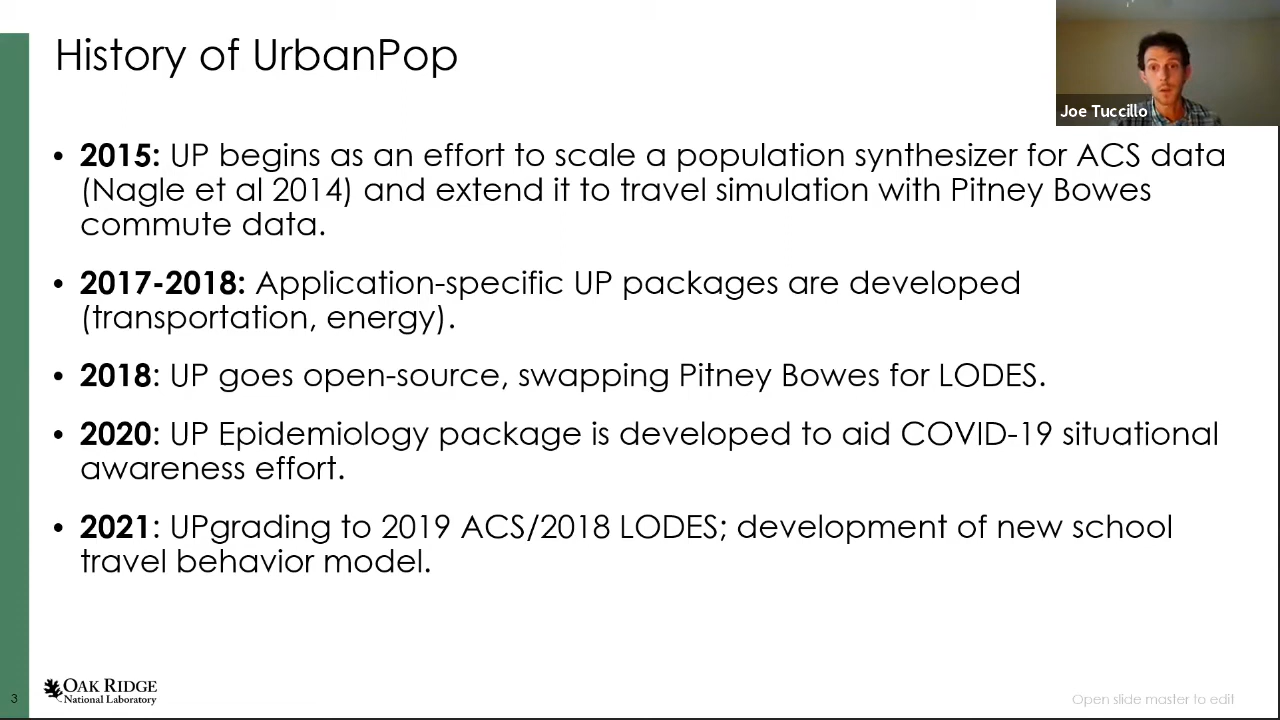 History of UrbanPop
Joe Tuccillo
• 2015: UP begins as an effort to scale a population synthesizer for ACS data
(Nagle et al 2014) and extend it to travel simulation with Pitney Bowes
commute data.
• 2017-2018: Application-specific UP packages are developed
(transportation, energy).
• 2018: UP goes open-source, swapping Pitney Bowes for LODES.
• 2020: UP Epidemiology package is developed to aid COVID-19 situational
awareness effort.
• 2021: UPgrading to 2019 ACS/2018 LODES; development of new school
travel behavior model.
3
OAK RIDGE
National Laboratory
Open slide master to edit